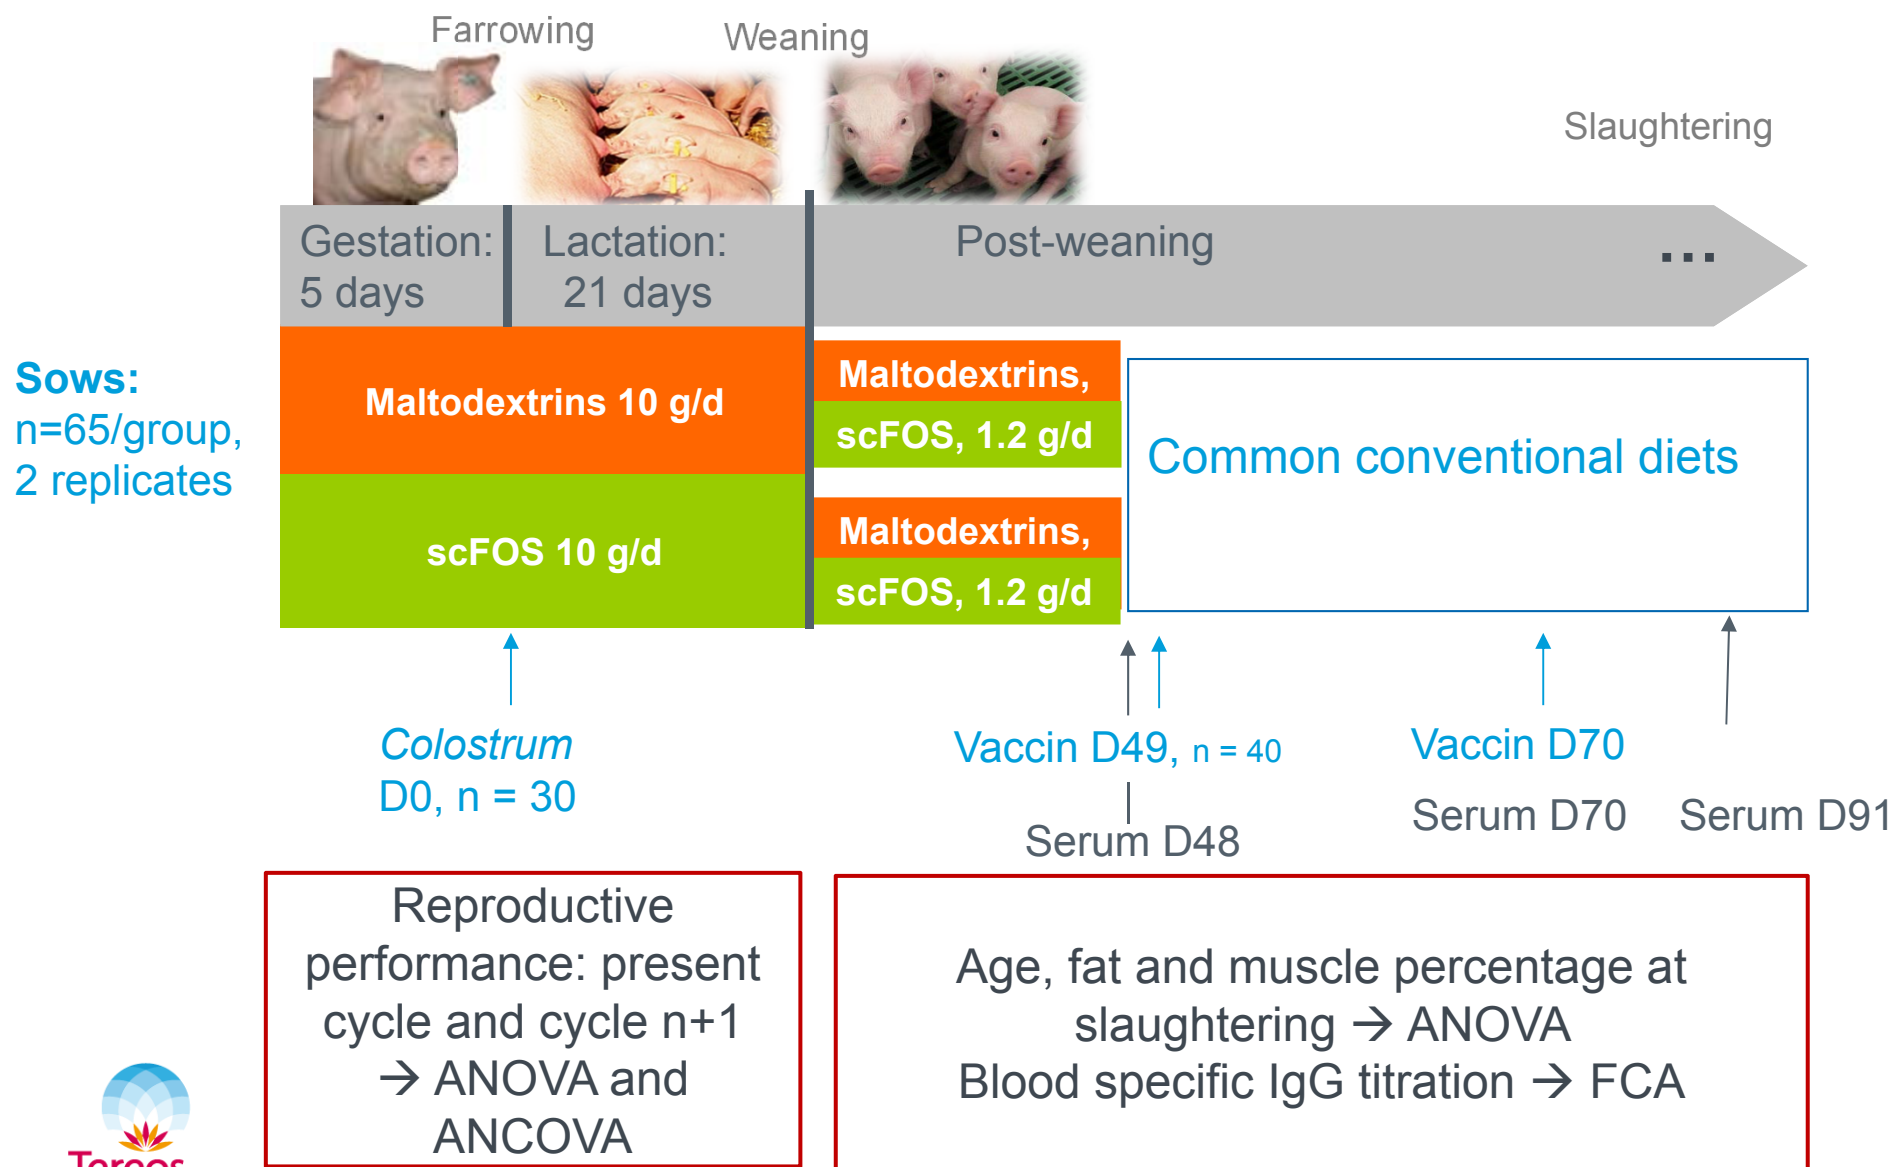 Farrowing
Weaning
Slaughtering
Gestation:
5 days
Lactation:
21 days
Post-weaning
...
Sows:
n=65/group,
2 replicates
Maltodextrins 10 g/d
scFOS 10 g/d
Maltodextrins,
scFOS, 1.2 g/d
Maltodextrins,
scFOS, 1.2 g/d
Common conventional diets
Colostrum
D0, n = 30
Vaccin D49, n = 40
Serum D48
Vaccin D70
Serum D70
Serum D91
Reproductive
performance: present
cycle and cycle n+1
→ ANOVA and
ANCOVA
Age, fat and muscle percentage at
slaughtering → ANOVA
Blood specific IgG titration → FCA
Tereos